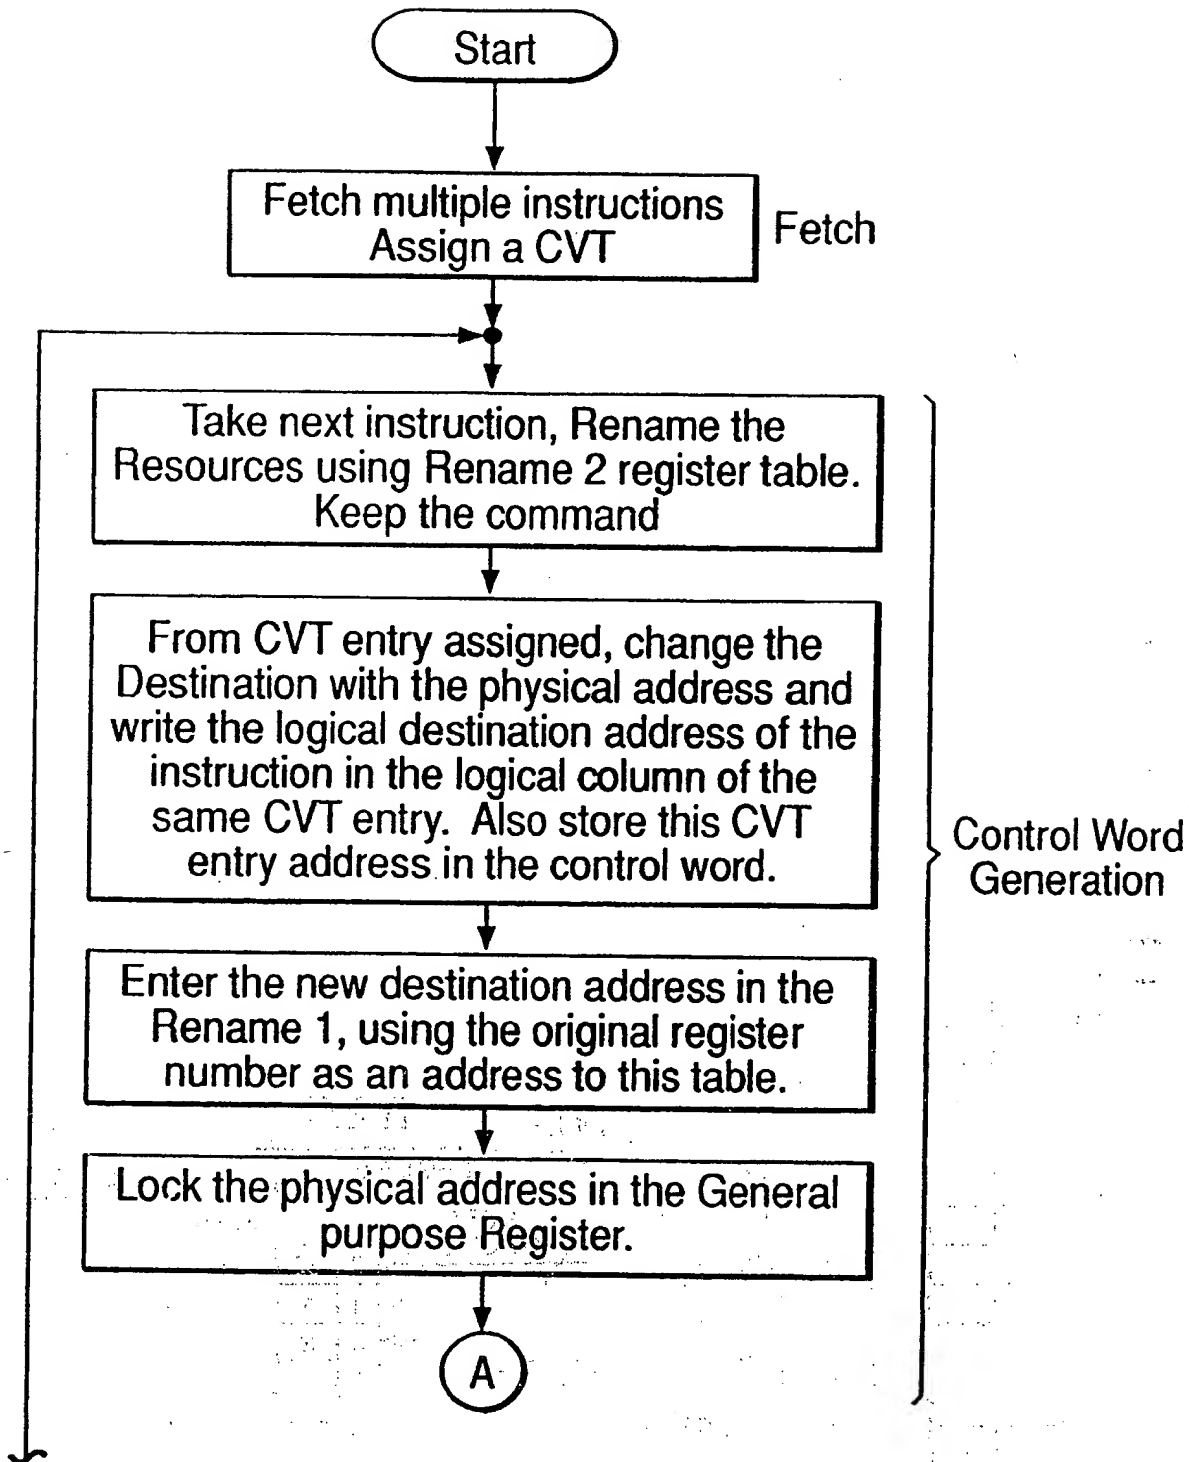 Start
Fetch multiple instructions
Assign a CVT
Fetch
Take next instruction, Rename the
Resources using Rename 2 register table.
Keep the command
From CVT entry assigned, change the
Destination with the physical address and
write the logical destination address of the
instruction in the logical column of the
same CVT entry. Also store this CVT
entry address in the control word.
Control Word
Generation
Enter the new destination address in the
Rename 1, using the original register
number as an address to this table.
Lock the physical address in the General
purpose Register.
A